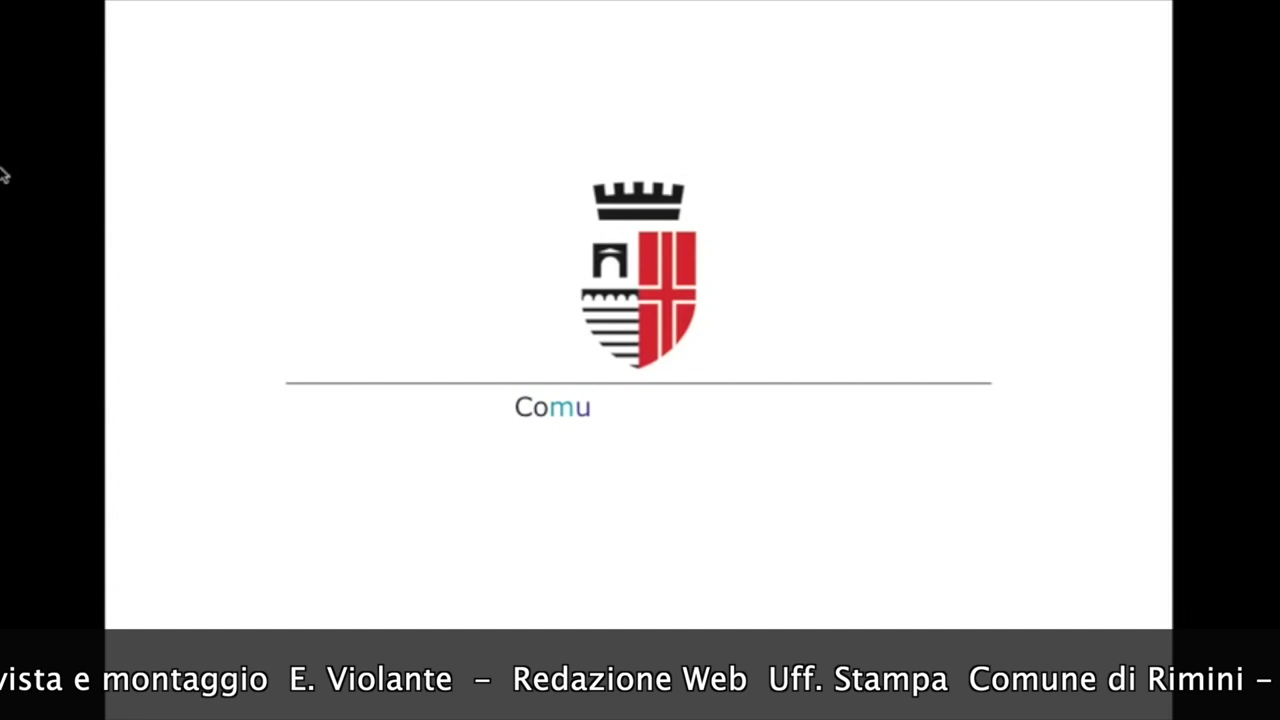 Comu
vista e montaggio E. Violante – Redazione Web Uff. Stampa Comune di Rimini –